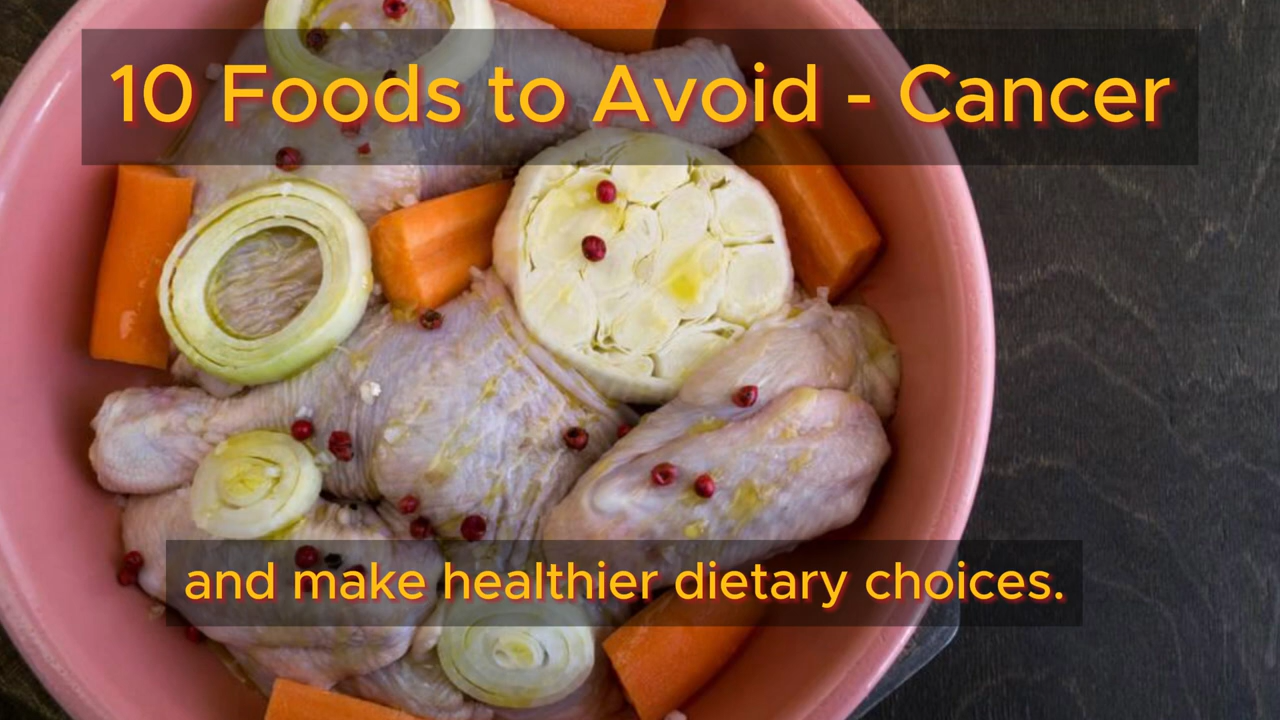 10 Foods to Avoid - Cancer
and make healthier dietary choices.